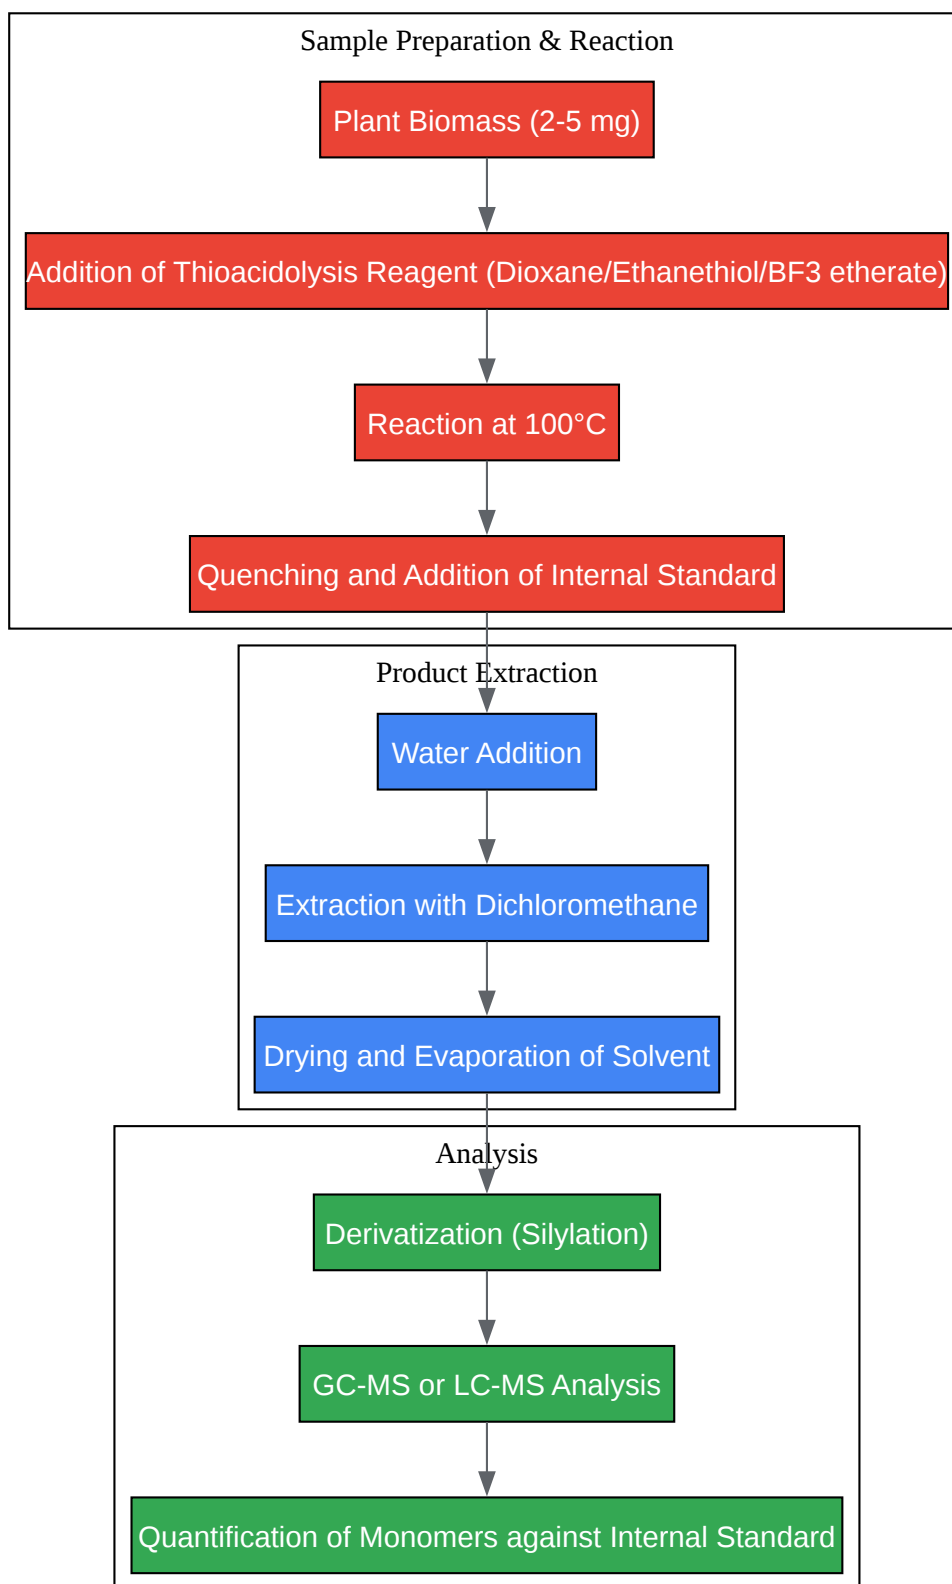 Sample Preparation & Reaction
Plant Biomass (2-5 mg)
Addition of Thioacidolysis Reagent (Dioxane/Ethanethiol/BF3 etherate)
Reaction at 100°C
Quenching and Addition of Internal Standard
Product Extraction
Water Addition
Extraction with Dichloromethane
Drying and Evaporation of Solvent
Analysis
Derivatization (Silylation)
GC-MS or LC-MS Analysis
Quantification of Monomers against Internal Standard